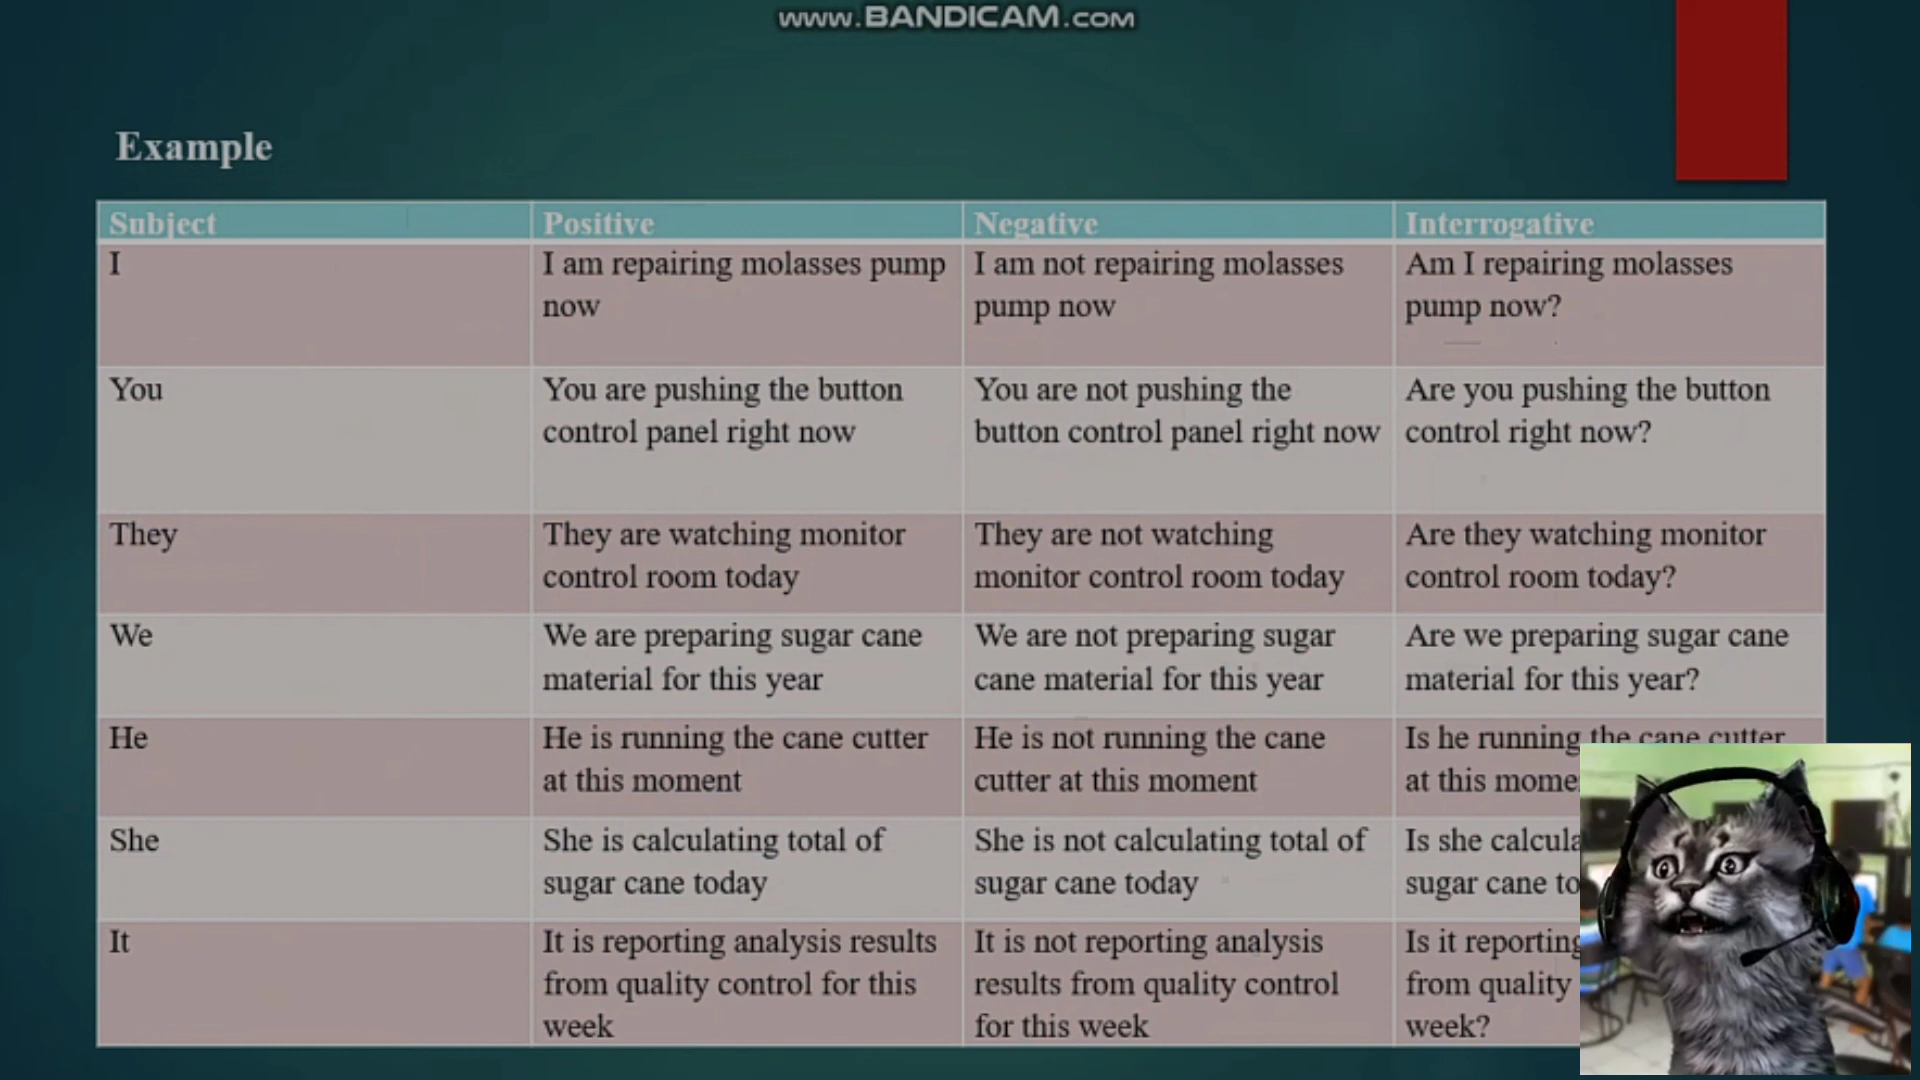 www.BANDICAM.com
Example
Subject
Positive
Negative
Interrogative
I
I am repairing molasses pump
now
I am not repairing molasses
pump now
Am I repairing molasses
pump now?
You
You are pushing the button
control panel right now
You are not pushing the
button control panel right now
Are you pushing the button
control right now?
They
They are watching monitor
control room today
They are not watching
monitor control room today
Are they watching monitor
control room today?
We
We are preparing sugar cane
material for this year
We are not preparing sugar
cane material for this year
Are we preparing sugar cane
material for this year?
He
He is running the cane cutter
at this moment
He is not running the cane
cutter at this moment
Is he running the cane cutter
at this
She
She is calculating total of
sugar cane today
She is not calculating total of
sugar cane today
Is she
sugar cane
It
It is reporting analysis results
from quality control for this
week
It is not reporting analysis
results from quality control
for this week
Is it reporting
from quality
week?